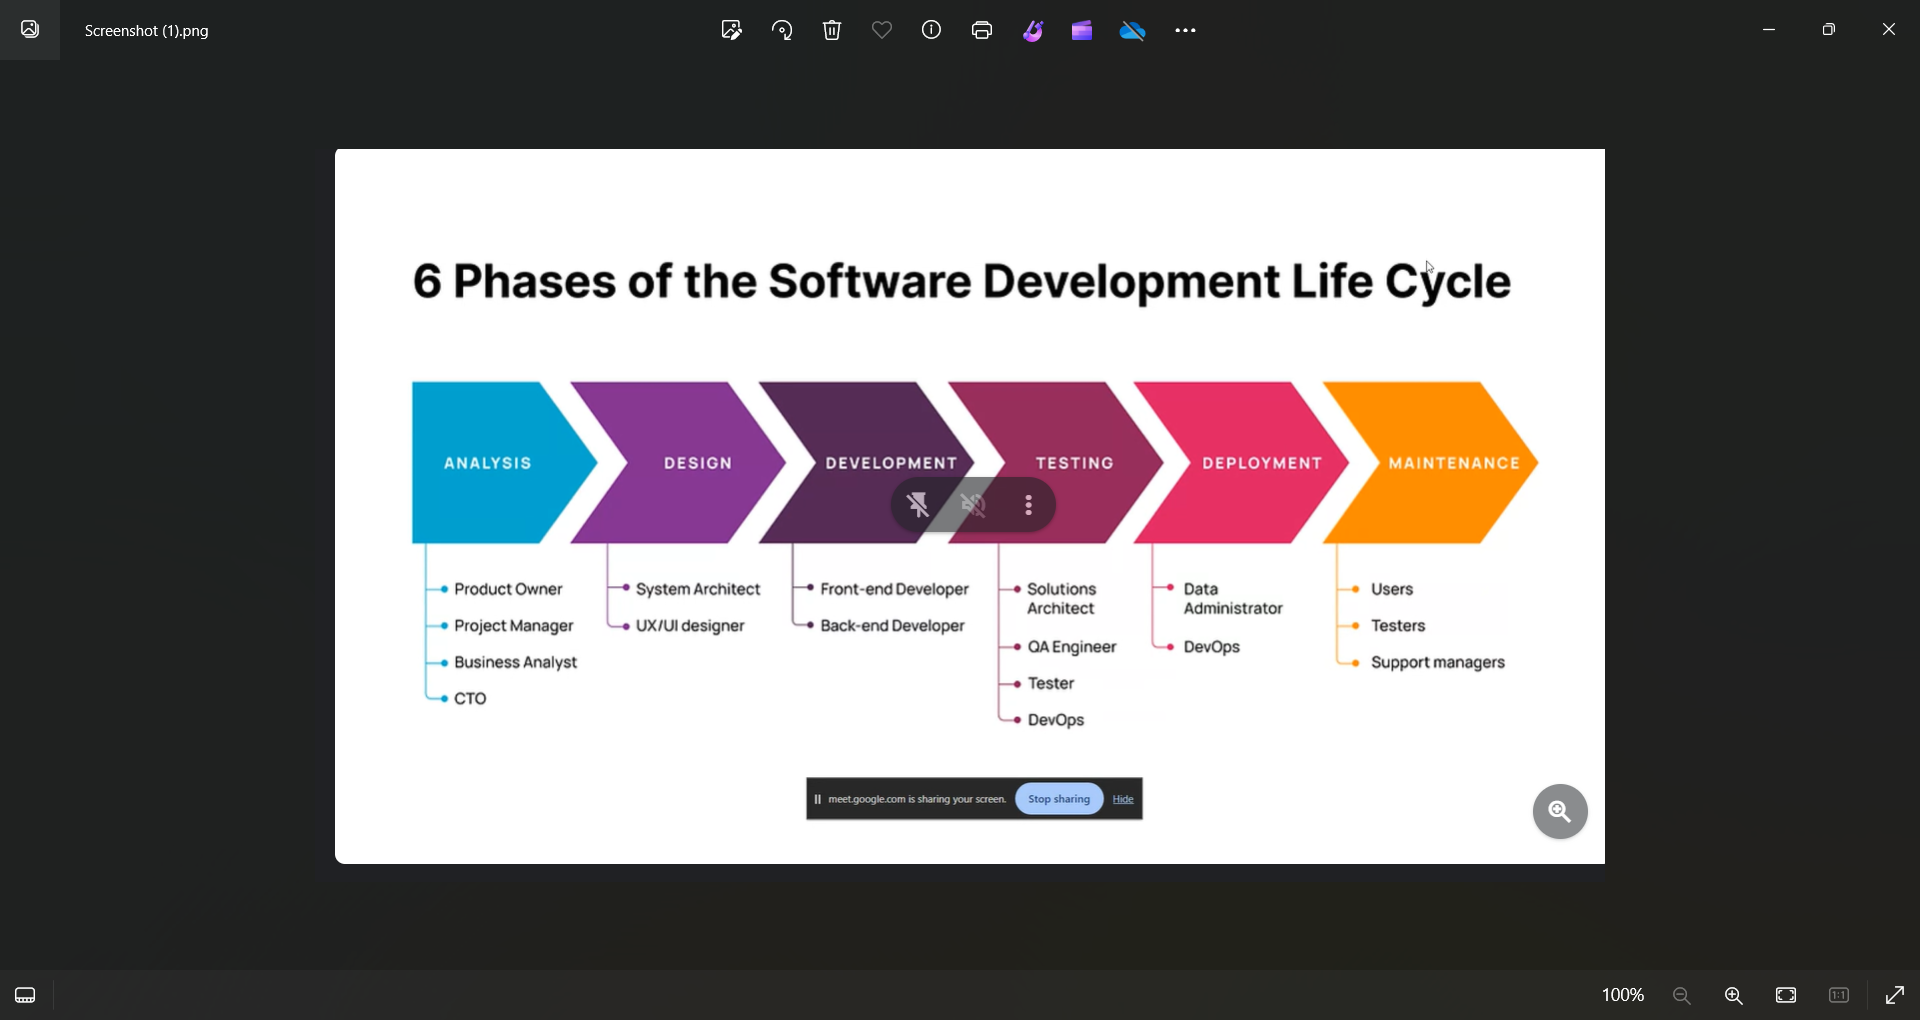 Screenshot (1).png
6 Phases of the Software Development Life Cycle
ANALYSIS
DESIGN
DEVELOPMENT
TESTING
DEPLOYMENT
MAINTENANCE
Product Owner
Project Manager
Business Analyst
CTO
System Architect
UX/UI designer
Front-end Developer
Back-end Developer
Solutions
Architect
QA Engineer
Tester
DevOps
Data
Administrator
DevOps
Users
Testers
Support managers
meet.google.com is sharing your screen.
Stop sharing
Hide
100%
1:1